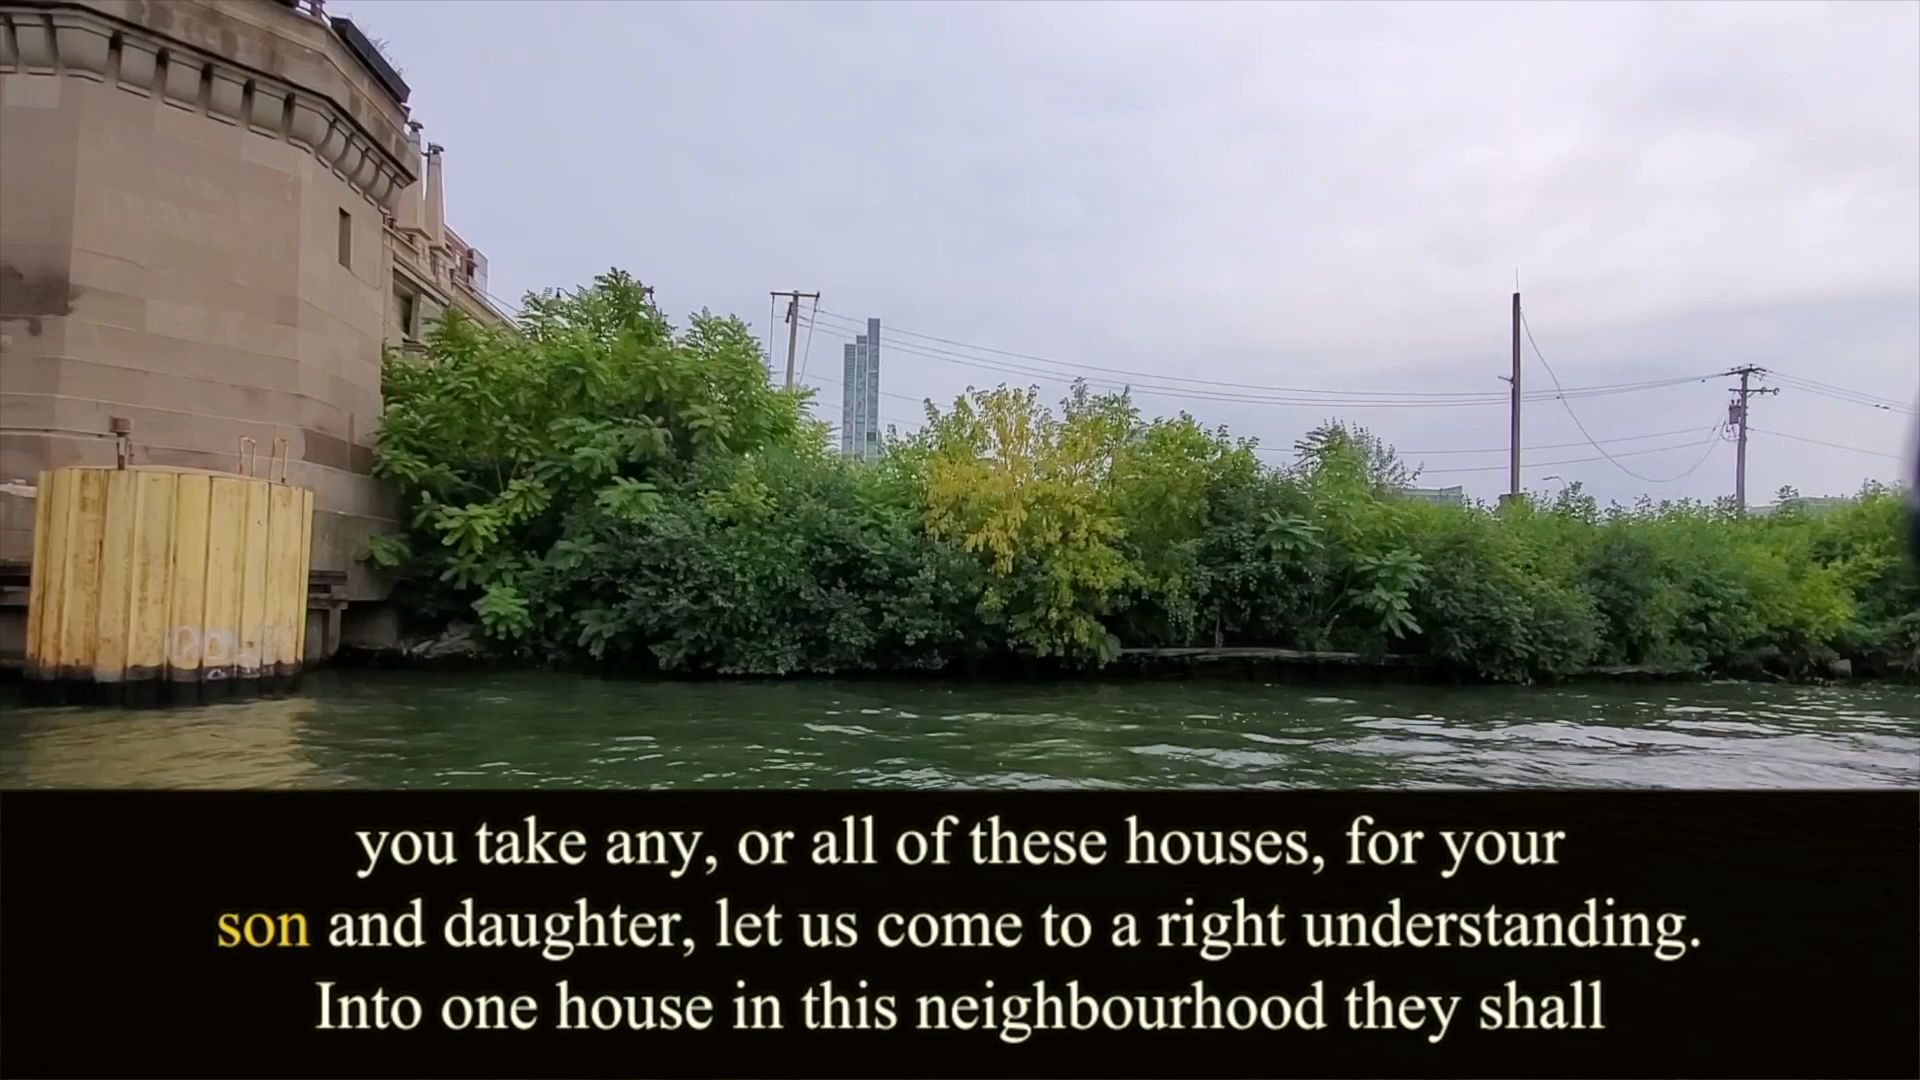 you take any, or all of these houses, for your
son and daughter, let us come to a right understanding.
Into one house in this neighbourhood they shall